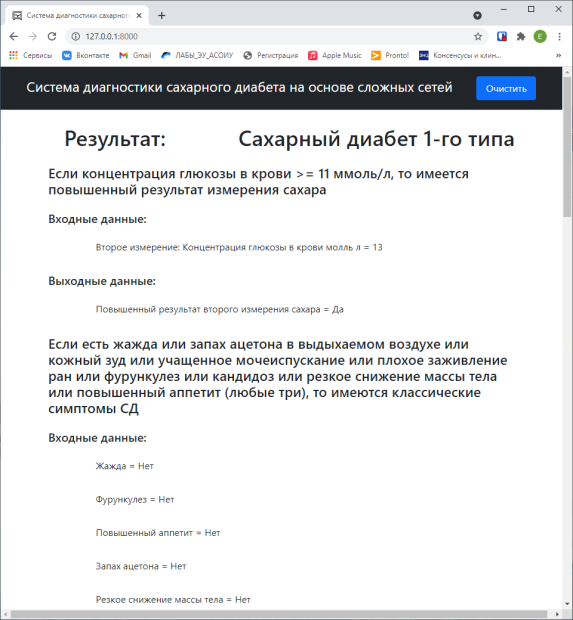 Система диагностики сахарног
127.0.0.1:8000
E
Сервисы Вконтакте Gmail ЛАБЫ_ЭУ_АСОИУ Регистрация Apple Music Pronto! Консенсусы и клин...
Система диагностики сахарного диабета на основе сложных сетей Очистить
Результат: Сахарный диабет 1-го типа
Если концентрация глюкозы в крови >= 11 ммоль/л, то имеется
повышенный результат измерения сахара
Входные данные:
Второе измерение: Концентрация глюкозы в крови молль л = 13
Выходные данные:
Повышенный результат второго измерения сахара = Да
Если есть жажда или запах ацетона в выдыхаемом воздухе или
кожный зуд или учащенное мочеиспускание или плохое заживление
ран или фурункулез или кандидоз или резкое снижение массы тела
или повышенный аппетит (любые три), то имеются классические
симптомы СД
Входные данные:
Жажда = Нет
Фурункулез = Нет
Повышенный аппетит = Нет
Запах ацетона = Нет
Резкое снижение массы тела = Нет